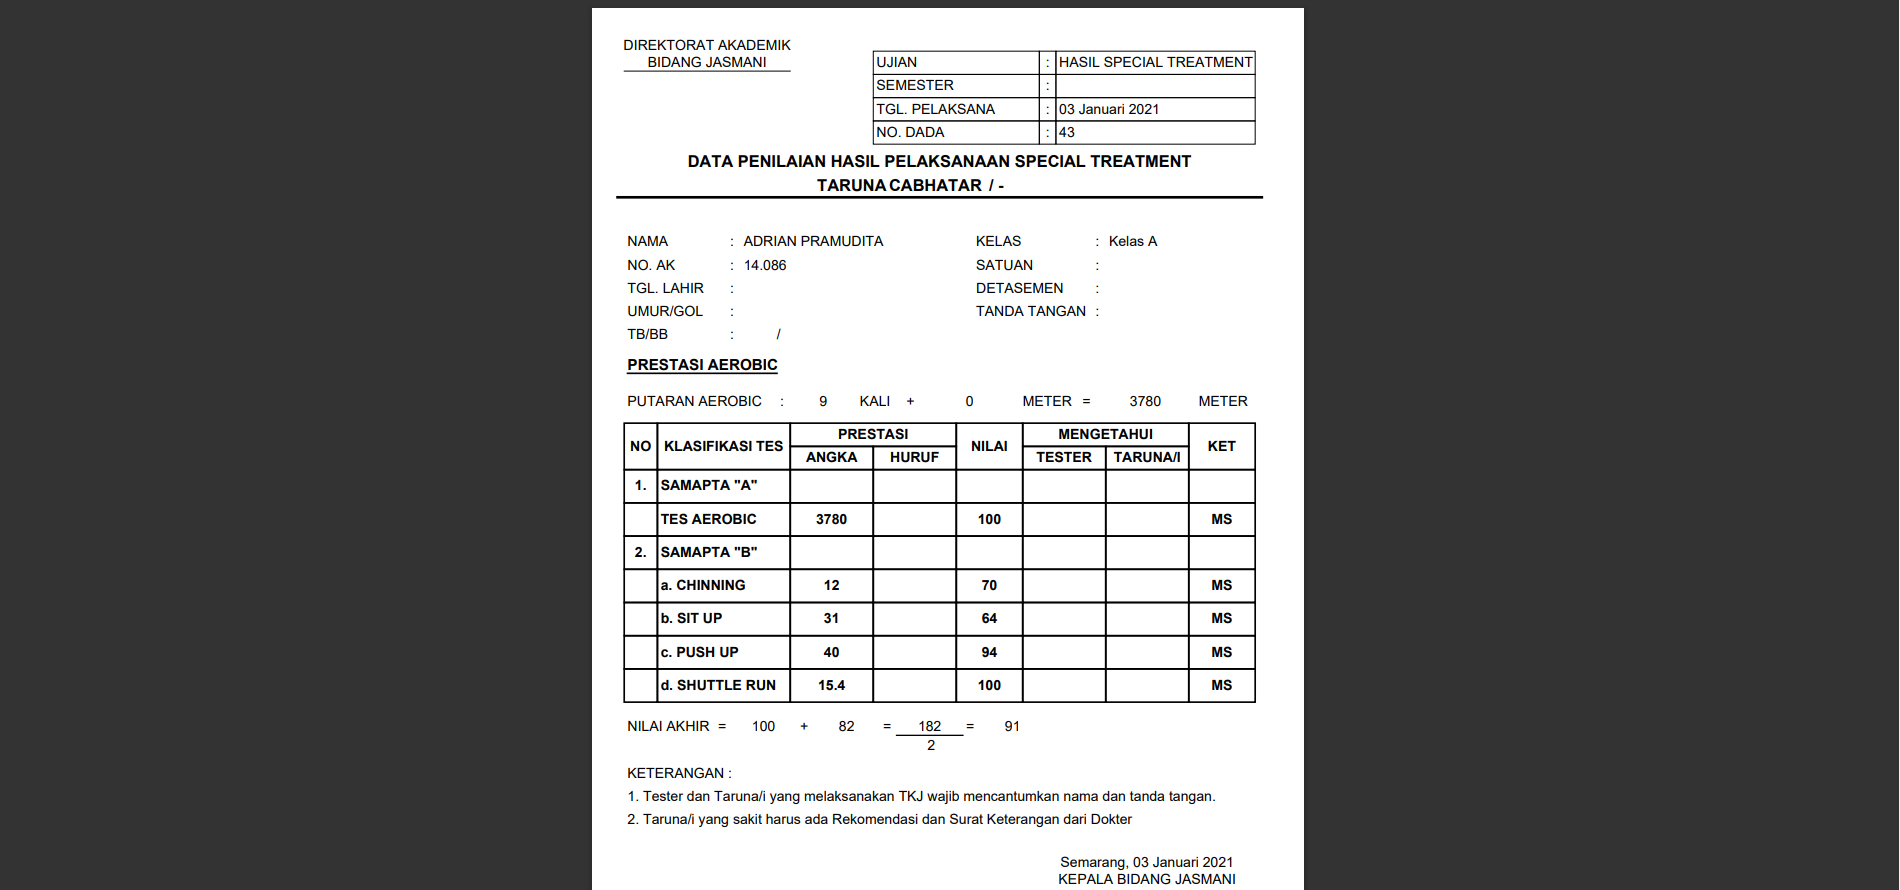 DIREKTORAT AKADEMIK
BIDANG JASMANI
UJIAN : HASIL SPECIAL TREATMENT
SEMESTER :
TGL. PELAKSANA : 03 Januari 2021
NO. DADA : 43
DATA PENILAIAN HASIL PELAKSANAAN SPECIAL TREATMENT
TARUNA CABHATAR / -
NAMA : ADRIAN PRAMUDITA KELAS : Kelas A
NO. AK : 14.086 SATUAN :
TGL. LAHIR : DETASEMEN :
UMUR/GOL : TANDA TANGAN :
TB/BB : /
PRESTASI AEROBIC
PUTARAN AEROBIC : 9 KALI + 0 METER = 3780 METER
NO KLASIFIKASI TES PRESTASI NILAI MENGETAHUI KET
ANGKA HURUF TESTER TARUNA/I
1. SAMAPTA "A"
TES AEROBIC 3780 100 MS
2. SAMAPTA "B"
a. CHINNING 12 70 MS
b. SIT UP 31 64 MS
c. PUSH UP 40 94 MS
d. SHUTTLE RUN 15.4 100 MS
NILAI AKHIR = 100 + 82 = 182 = 91
2
KETERANGAN :
1. Tester dan Taruna/i yang melaksanakan TKJ wajib mencantumkan nama dan tanda tangan.
2. Taruna/i yang sakit harus ada Rekomendasi dan Surat Keterangan dari Dokter
Semarang, 03 Januari 2021
KEPALA BIDANG JASMANI